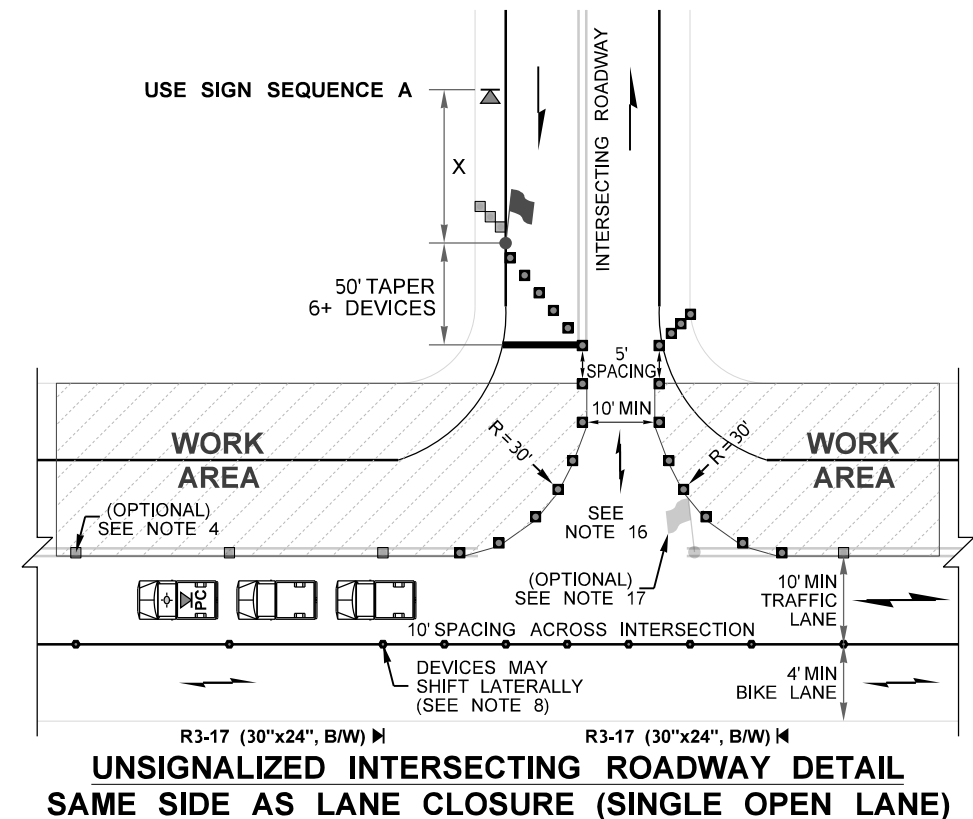 USE SIGN SEQUENCE A
X
INTERSECTING ROADWAY
50' TAPER
6+ DEVICES
5'
SPACING
10' MIN
WORK
AREA
R=30'
R=30'
WORK
AREA
(OPTIONAL)
SEE NOTE 4
SEE
NOTE 16
(OPTIONAL)
SEE NOTE 17
10' MIN
TRAFFIC
LANE
PC
10' SPACING ACROSS INTERSECTION
DEVICES MAY
SHIFT LATERALLY
(SEE NOTE 8)
4' MIN
BIKE LANE
R3-17 (30"x24", B/W)
R3-17 (30"x24", B/W)
UNSIGNALIZED INTERSECTING ROADWAY DETAIL
SAME SIDE AS LANE CLOSURE (SINGLE OPEN LANE)